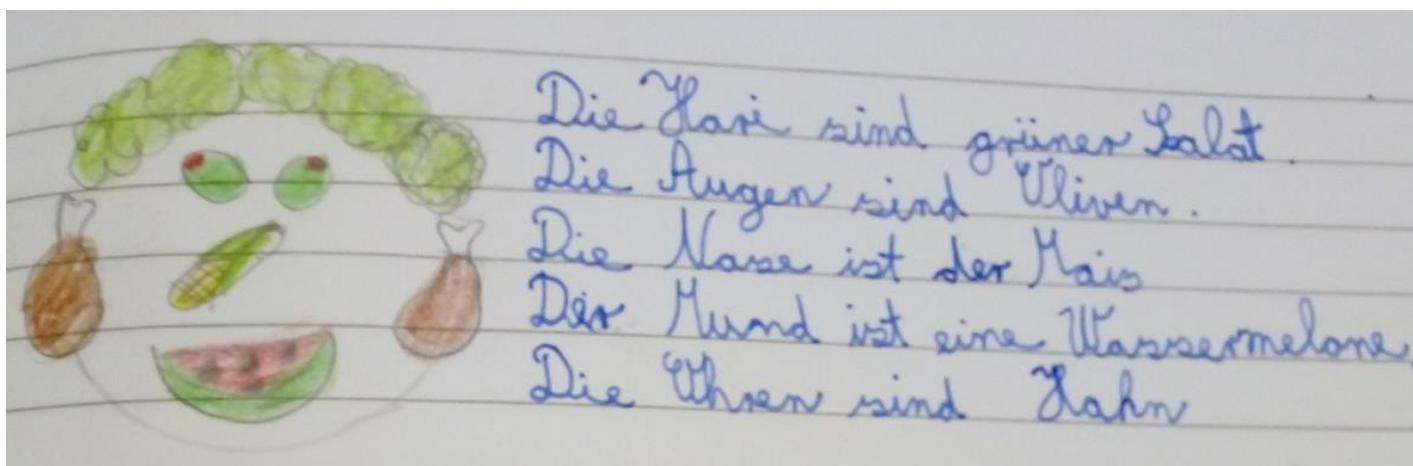 Die Hari sind grüner Salat.
Die Augen sind Oliven.
Die Nase ist der Mais
Der Mund ist eine Wassermelone
Die Ohren sind Hahn